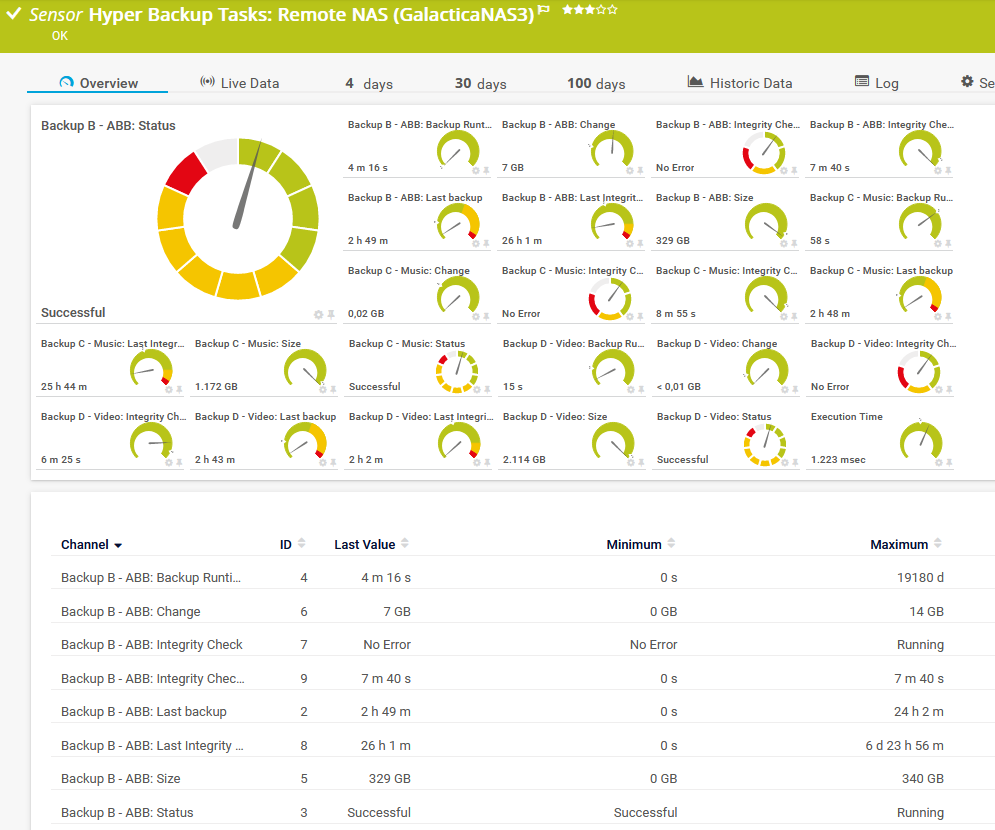 Sensor Hyper Backup Tasks: Remote NAS (GalacticaNAS3)
OK
Overview
Live Data
4 days
30 days
100 days
Historic Data
Log
Se
Backup B - ABB: Status
Successful
Backup B - ABB: Backup Runt...
4 m 16 s
Backup B - ABB: Change
7 GB
Backup B - ABB: Integrity Che...
No Error
Backup B - ABB: Integrity Che...
7 m 40 s
Backup B - ABB: Last backup
2 h 49 m
Backup B - ABB: Last Integrit...
26 h 1 m
Backup B - ABB: Size
329 GB
Backup C - Music: Backup Ru...
58 s
Backup C - Music: Change
0,02 GB
Backup C - Music: Integrity C...
No Error
Backup C - Music: Integrity C...
8 m 55 s
Backup C - Music: Last backup
2 h 48 m
Backup C - Music: Last Integr...
25 h 44 m
Backup C - Music: Size
1.172 GB
Backup C - Music: Status
Successful
Backup D - Video: Backup Ru...
15 s
Backup D - Video: Change
< 0,01 GB
Backup D - Video: Integrity Ch...
No Error
Backup D - Video: Integrity Ch...
6 m 25 s
Backup D - Video: Last backup
2 h 43 m
Backup D - Video: Last Integri...
2 h 2 m
Backup D - Video: Size
2.114 GB
Backup D - Video: Status
Successful
Execution Time
1.223 msec
Channel ID Last Value Minimum Maximum
Backup B - ABB: Backup Runti... 4 4 m 16 s 0 s 19180 d
Backup B - ABB: Change 6 7 GB 0 GB 14 GB
Backup B - ABB: Integrity Check 7 No Error No Error Running
Backup B - ABB: Integrity Chec... 9 7 m 40 s 0 s 7 m 40 s
Backup B - ABB: Last backup 2 2 h 49 m 0 s 24 h 2 m
Backup B - ABB: Last Integrity ... 8 26 h 1 m 0 s 6 d 23 h 56 m
Backup B - ABB: Size 5 329 GB 0 GB 340 GB
Backup B - ABB: Status 3 Successful Successful Running